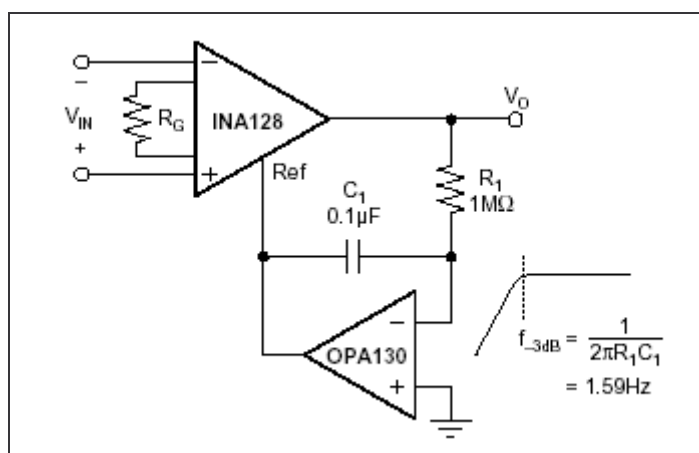 V_O
−
V_IN
R_G
INA128
+
Ref
C_1
0.1µF
R_1
1MΩ
−
OPA130
+
f_−3dB = 1 / 2πR_1C_1
= 1.59Hz